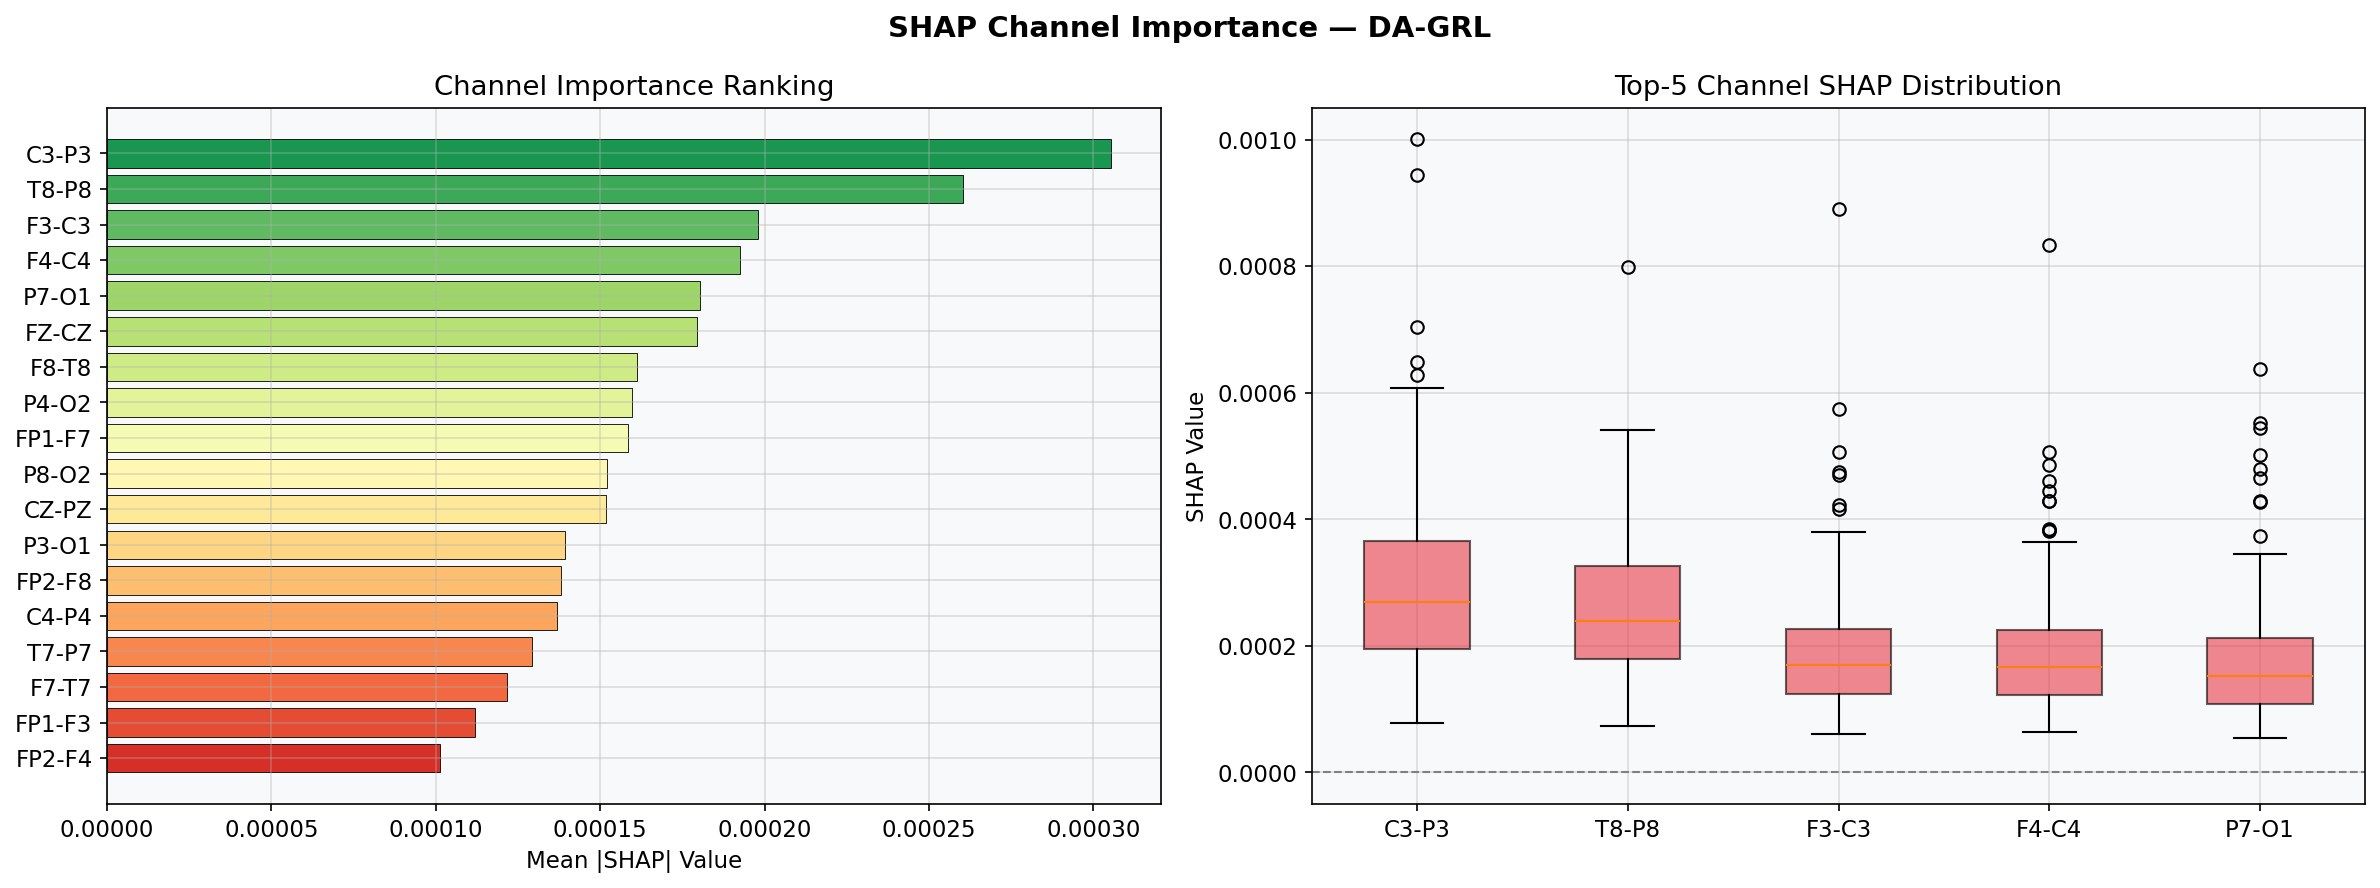 SHAP Channel Importance — DA-GRL
Channel Importance Ranking
C3-P3
T8-P8
F3-C3
F4-C4
P7-O1
FZ-CZ
F8-T8
P4-O2
FP1-F7
P8-O2
CZ-PZ
P3-O1
FP2-F8
C4-P4
T7-P7
F7-T7
FP1-F3
FP2-F4
0.00000 0.00005 0.00010 0.00015 0.00020 0.00025 0.00030
Mean |SHAP| Value
Top-5 Channel SHAP Distribution
SHAP Value
0.0010
0.0008
0.0006
0.0004
0.0002
0.0000
C3-P3 T8-P8 F3-C3 F4-C4 P7-O1